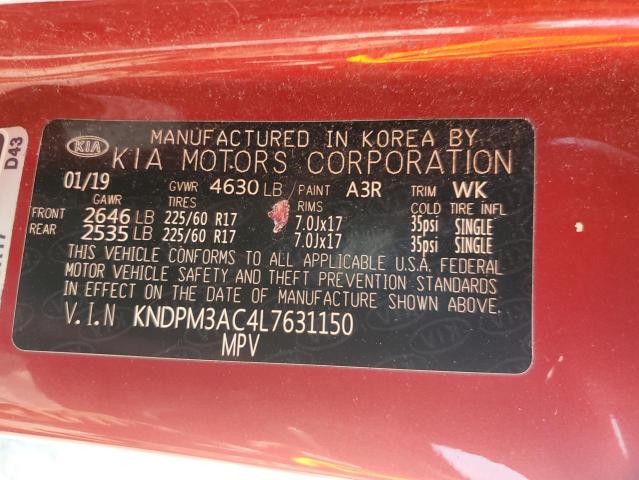 D43
KIA MANUFACTURED IN KOREA BY
KIA MOTORS CORPORATION
01/19 GVWR 4630 LB PAINT A3R TRIM WK
GAWR TIRES RIMS COLD TIRE INFL
FRONT 2646 LB 225/60 R17 7.0Jx17 35psi SINGLE
REAR 2535 LB 225/60 R17 7.0Jx17 35psi SINGLE
THIS VEHICLE CONFORMS TO ALL APPLICABLE U.S.A. FEDERAL
MOTOR VEHICLE SAFETY AND THEFT PREVENTION STANDARDS
IN EFFECT ON THE DATE OF MANUFACTURE SHOWN ABOVE.
V.I.N KNDPM3AC4L7631150
MPV